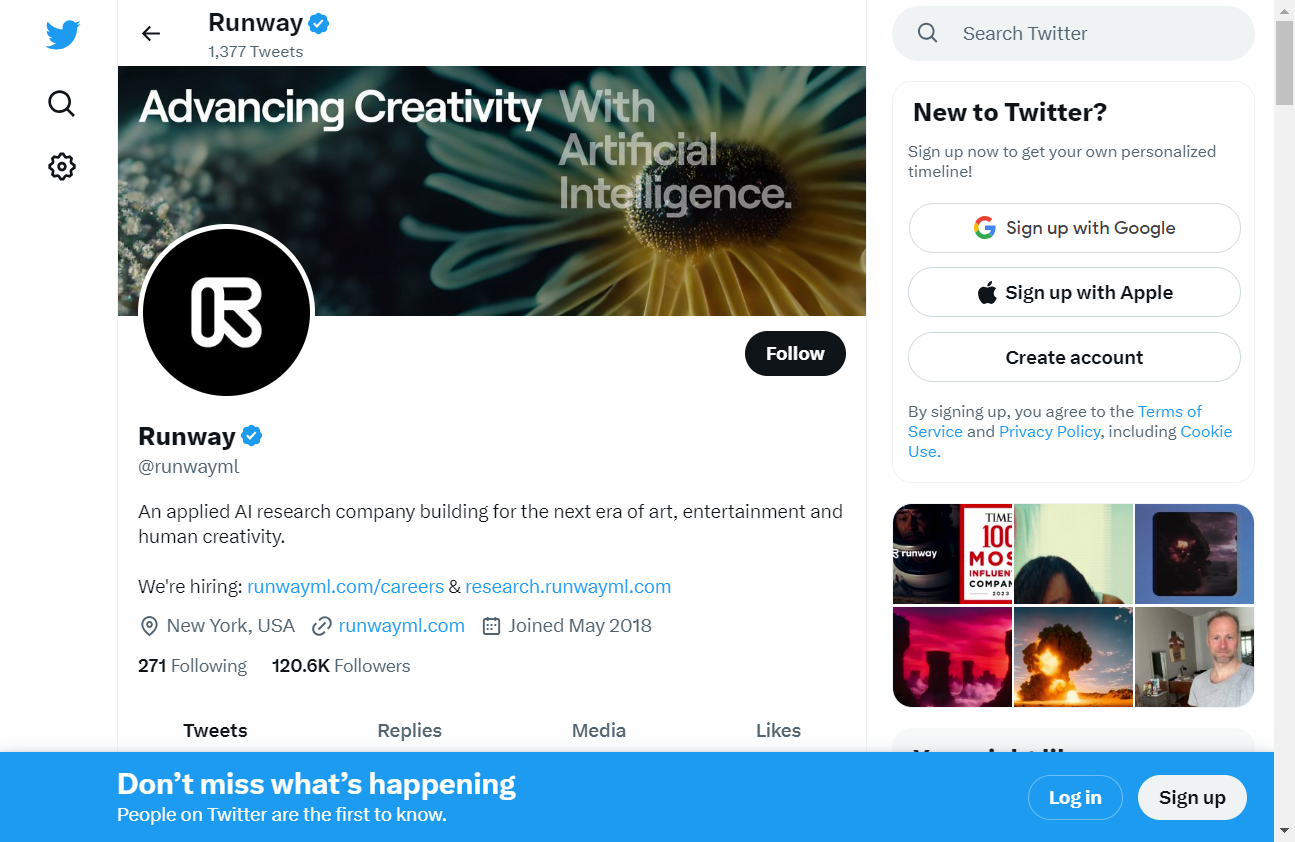 Runway
1,377 Tweets
Search Twitter
Advancing Creativity With
Artificial
Intelligence.
New to Twitter?
Sign up now to get your own personalized
timeline!
Sign up with Google
Sign up with Apple
Create account
By signing up, you agree to the Terms of
Service and Privacy Policy, including Cookie
Use.
Follow
Runway
@runwayml
An applied AI research company building for the next era of art, entertainment and
human creativity.
We're hiring: runwayml.com/careers & research.runwayml.com
New York, USA runwayml.com Joined May 2018
271 Following 120.6K Followers
runway
TIME
100
MOS
INFLUEN
COMPAN
2023
Tweets Replies Media Likes
Don’t miss what’s happening
People on Twitter are the first to know.
Log in
Sign up